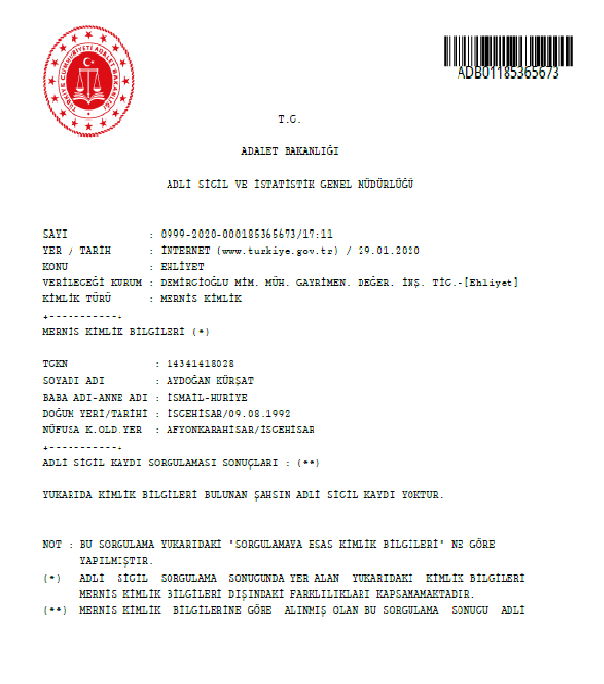 TÜRKİYE CUMHURİYETİ ADALET BAKANLIĞI
ADB01185365673
T.C.
ADALET BAKANLIĞI
ADLİ SİCİL VE İSTATİSTİK GENEL MÜDÜRLÜĞÜ
SAYI : 0999-2020-000185365673/17:11
YER / TARİH : İNTERNET (www.turkiye.gov.tr) / 29.01.2020
KONU : EHLİYET
VERİLECEĞİ KURUM : DEMİRCİOĞLU MİM. MÜH. GAYRİMEN. DEĞER. İNŞ. TİC.-[Ehliyet]
KİMLİK TÜRÜ : MERNİS KİMLİK
+-----------+
MERNİS KİMLİK BİLGİLERİ (*)
TCKN : 14341418028
SOYADI ADI : AYDOĞAN KÜRŞAT
BABA ADI-ANNE ADI : İSMAİL-HURİYE
DOĞUM YERİ/TARİHİ : İSCEHİSAR/09.08.1992
NÜFUSA K.OLD.YER : AFYONKARAHİSAR/İSCEHİSAR
+-----------+
ADLİ SİCİL KAYDI SORGULAMASI SONUÇLARI : (**)
YUKARIDA KİMLİK BİLGİLERİ BULUNAN ŞAHSIN ADLİ SİCİL KAYDI YOKTUR.
NOT : BU SORGULAMA YUKARIDAKİ "SORGULAMAYA ESAS KİMLİK BİLGİLERİ" NE GÖRE
YAPILMIŞTIR.
(*) ADLİ SİCİL SORGULAMA SONUCUNDA YER ALAN YUKARIDAKİ KİMLİK BİLGİLERİ
MERNİS KİMLİK BİLGİLERİ DIŞINDAKİ FARKLILIKLARI KAPSAMAMAKTADIR.
(**) MERNİS KİMLİK BİLGİLERİNE GÖRE ALINMIŞ OLAN BU SORGULAMA SONUCU ADLİ